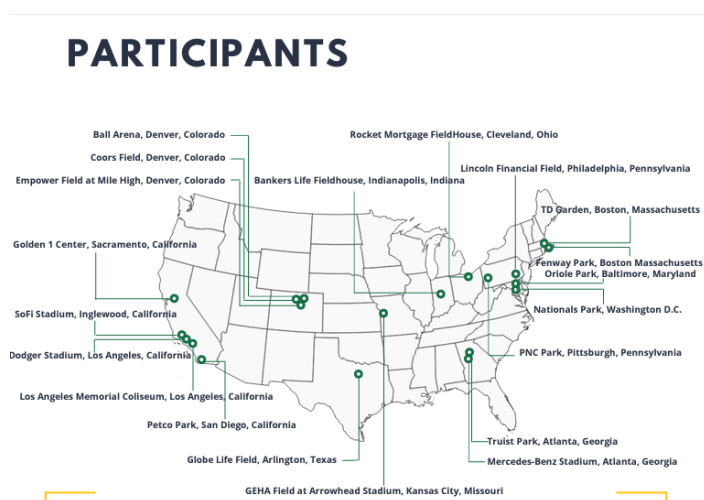 PARTICIPANTS
Ball Arena, Denver, Colorado
Rocket Mortgage FieldHouse, Cleveland, Ohio
Coors Field, Denver, Colorado
Lincoln Financial Field, Philadelphia, Pennsylvania
Empower Field at Mile High, Denver, Colorado
Bankers Life Fieldhouse, Indianapolis, Indiana
TD Garden, Boston, Massachusetts
Golden 1 Center, Sacramento, California
Fenway Park, Boston Massachusetts
Oriole Park, Baltimore, Maryland
SoFi Stadium, Inglewood, California
Nationals Park, Washington D.C.
Dodger Stadium, Los Angeles, California
PNC Park, Pittsburgh, Pennsylvania
Los Angeles Memorial Coliseum, Los Angeles, California
Petco Park, San Diego, California
Truist Park, Atlanta, Georgia
Globe Life Field, Arlington, Texas
Mercedes-Benz Stadium, Atlanta, Georgia
GEHA Field at Arrowhead Stadium, Kansas City, Missouri